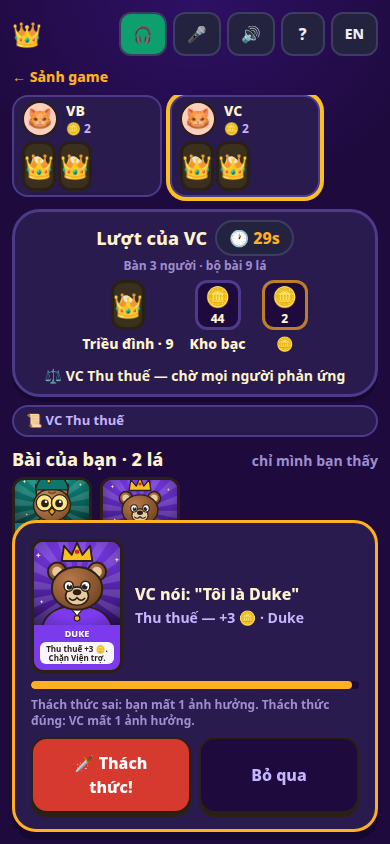 EN
← Sảnh game
VB
2
VC
2
Lượt của VC
29s
Bàn 3 người · bộ bài 9 lá
44
2
Triều đình · 9
Kho bạc
VC Thu thuế — chờ mọi người phản ứng
VC Thu thuế
Bài của bạn · 2 lá
chỉ mình bạn thấy
VC nói: "Tôi là Duke"
Thu thuế — +3 🪙 · Duke
DUKE
Thu thuế +3 🪙.
Chặn Viện trợ.
Thách thức sai: bạn mất 1 ảnh hưởng. Thách thức
đúng: VC mất 1 ảnh hưởng.
Thách
thức!
Bỏ qua